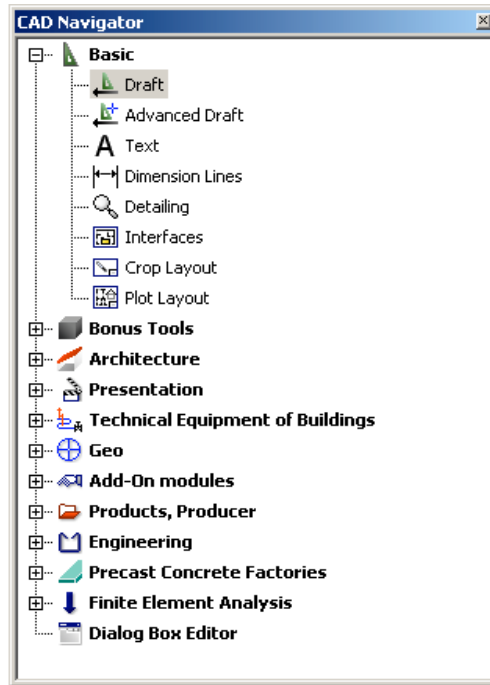 CAD Navigator
Basic
Draft
Advanced Draft
A Text
Dimension Lines
Detailing
Interfaces
Crop Layout
Plot Layout
Bonus Tools
Architecture
Presentation
Technical Equipment of Buildings
Geo
Add-On modules
Products, Producer
Engineering
Precast Concrete Factories
Finite Element Analysis
Dialog Box Editor